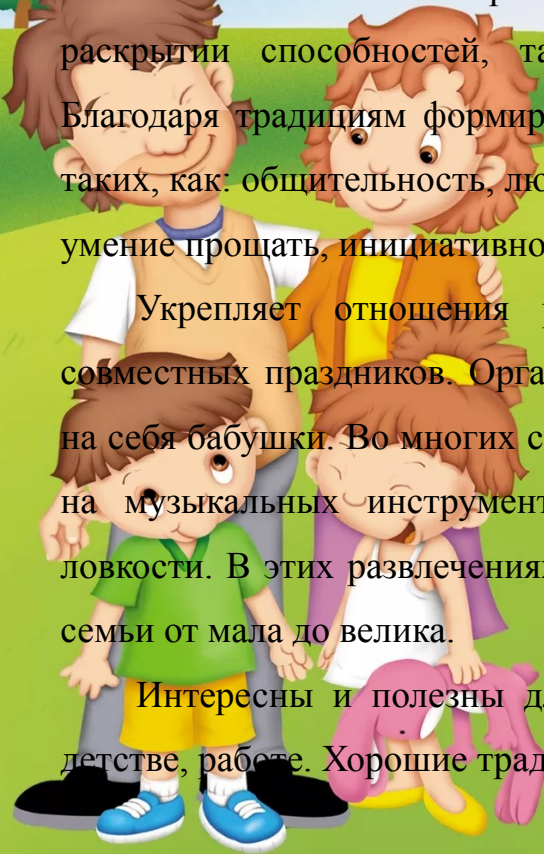 раскрытии способностей, та
Благодаря традициям формир
таких, как: общительность, лю
умение прощать, инициативно
Укрепляет отношения
совместных праздников. Орга
на себя бабушки. Во многих с
на музыкальных инструмент
ловкости. В этих развлечениях
семьи от мала до велика.
Интересны и полезны д
детстве, работе. Хорошие трад